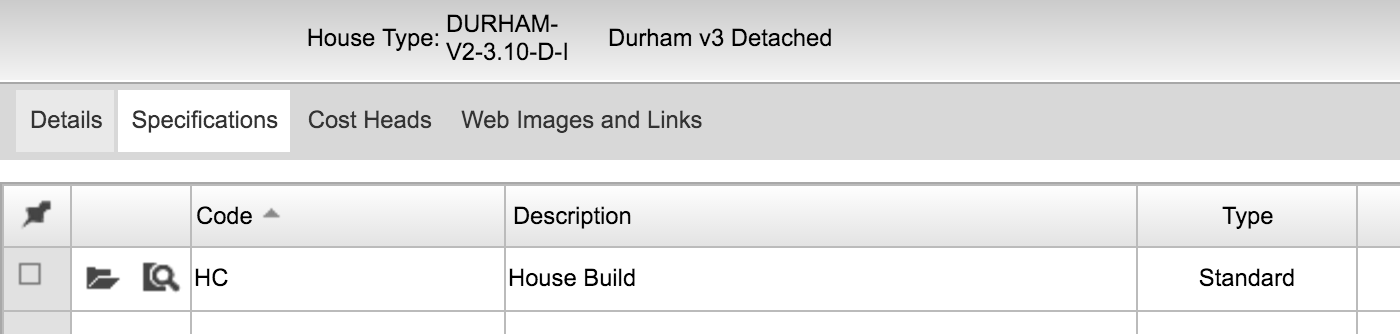 House Type: DURHAM-
V2-3.10-D-I Durham v3 Detached
Details Specifications Cost Heads Web Images and Links
Code Description Type
HC House Build Standard